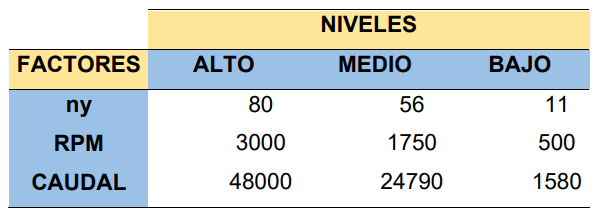 NIVELES
FACTORES ALTO MEDIO BAJO
ny 80 56 11
RPM 3000 1750 500
CAUDAL 48000 24790 1580